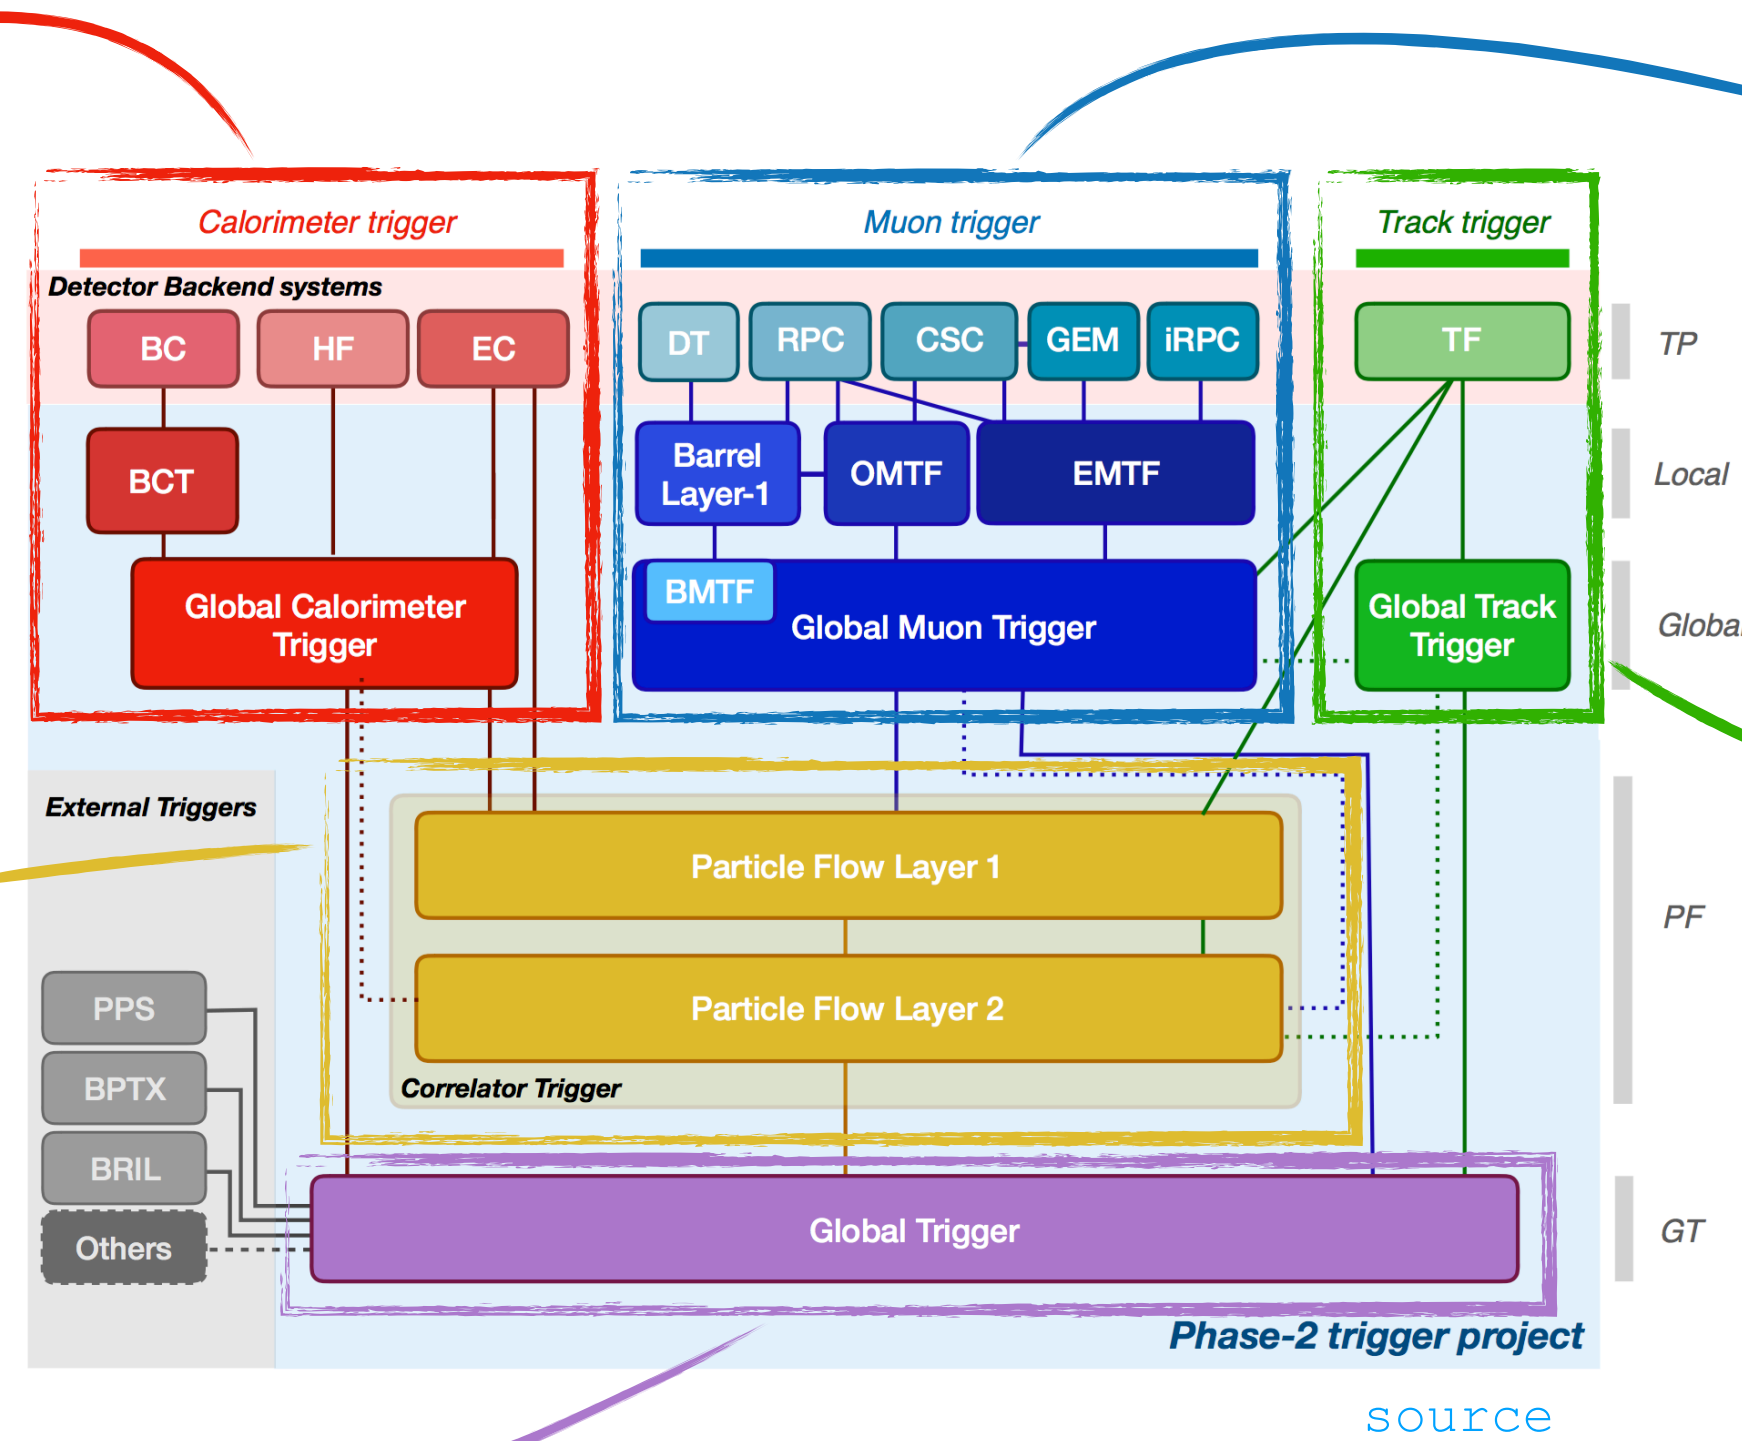 Calorimeter trigger
Muon trigger
Track trigger
Detector Backend systems
BC
HF
EC
DT
RPC
CSC
GEM
iRPC
TF
TP
BCT
Barrel
Layer-1
OMTF
EMTF
Local
Global Calorimeter
Trigger
BMTF
Global Muon Trigger
Global Track
Trigger
Globa
External Triggers
Particle Flow Layer 1
PF
Particle Flow Layer 2
Correlator Trigger
PPS
BPTX
BRIL
Others
Global Trigger
GT
Phase-2 trigger project
source